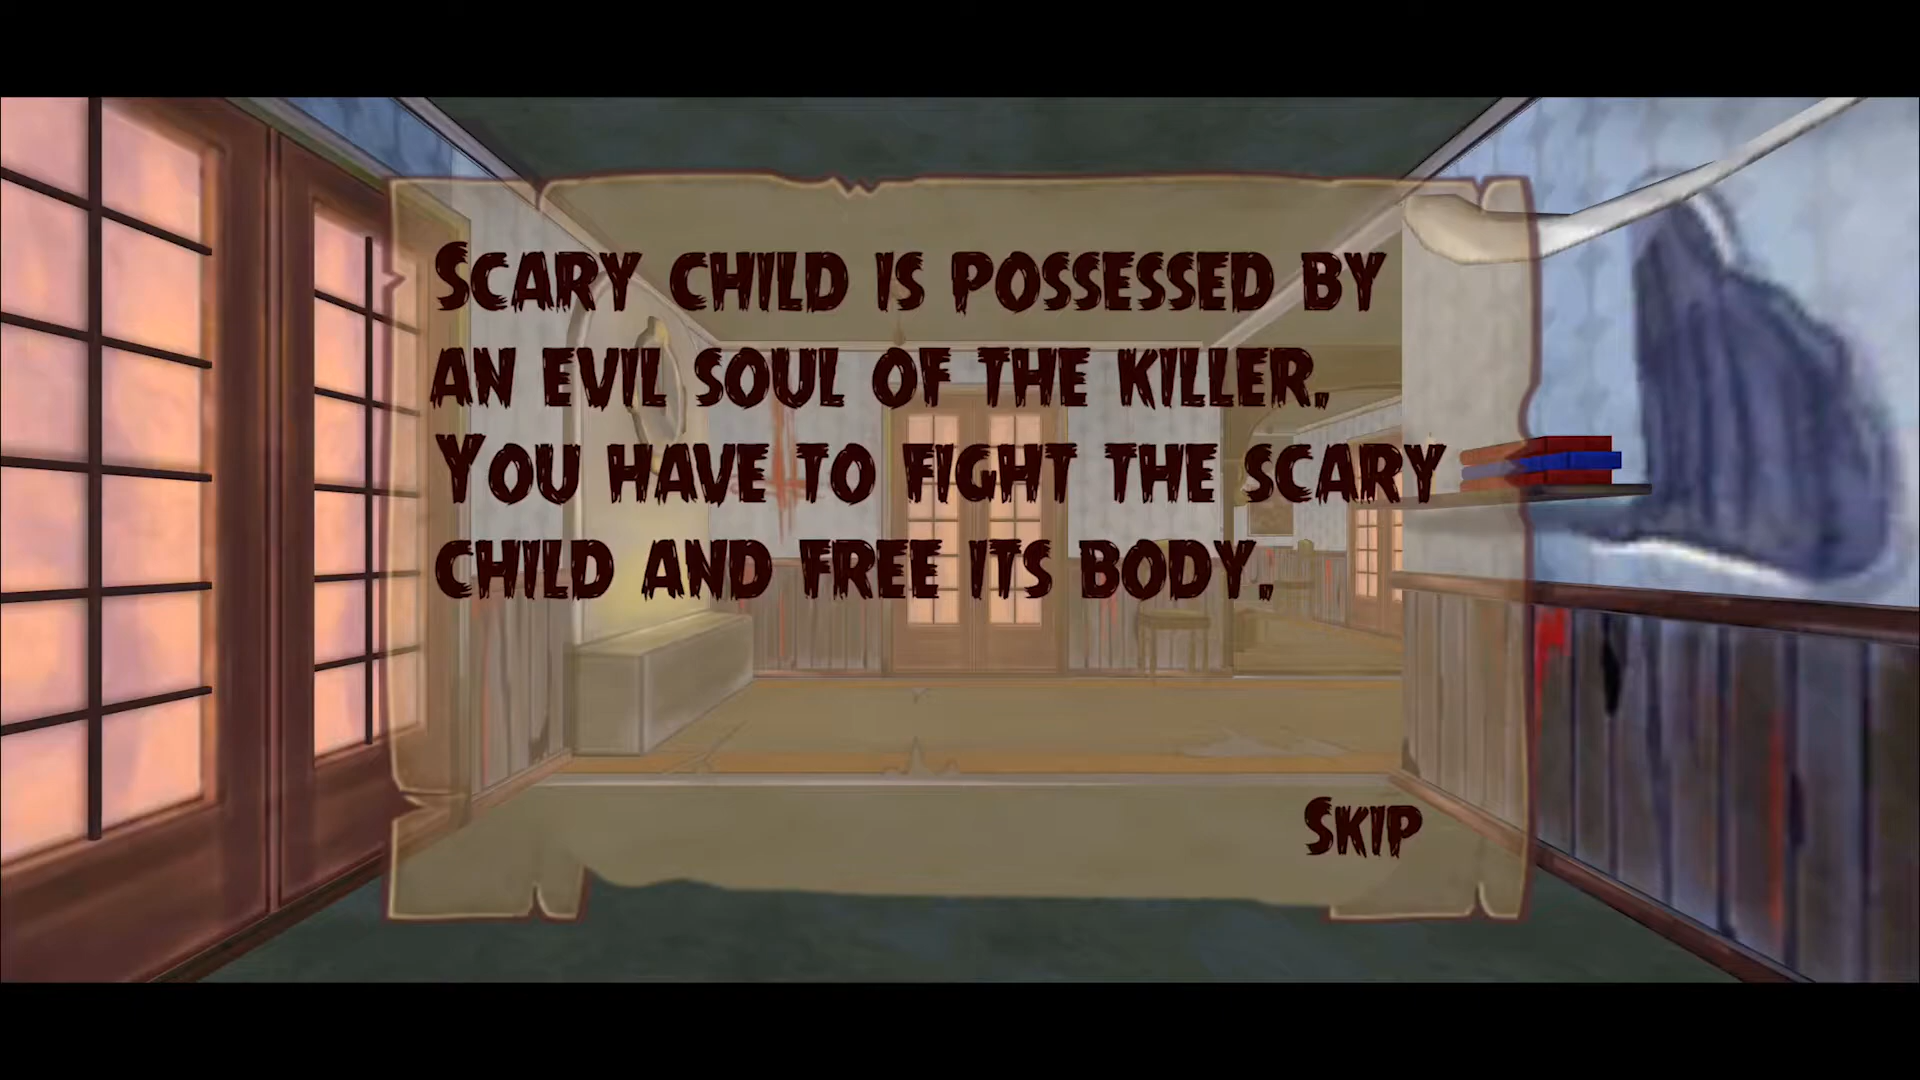 Scary child is possessed by
an evil soul of the killer.
You have to fight the scary
child and free its body.
Skip